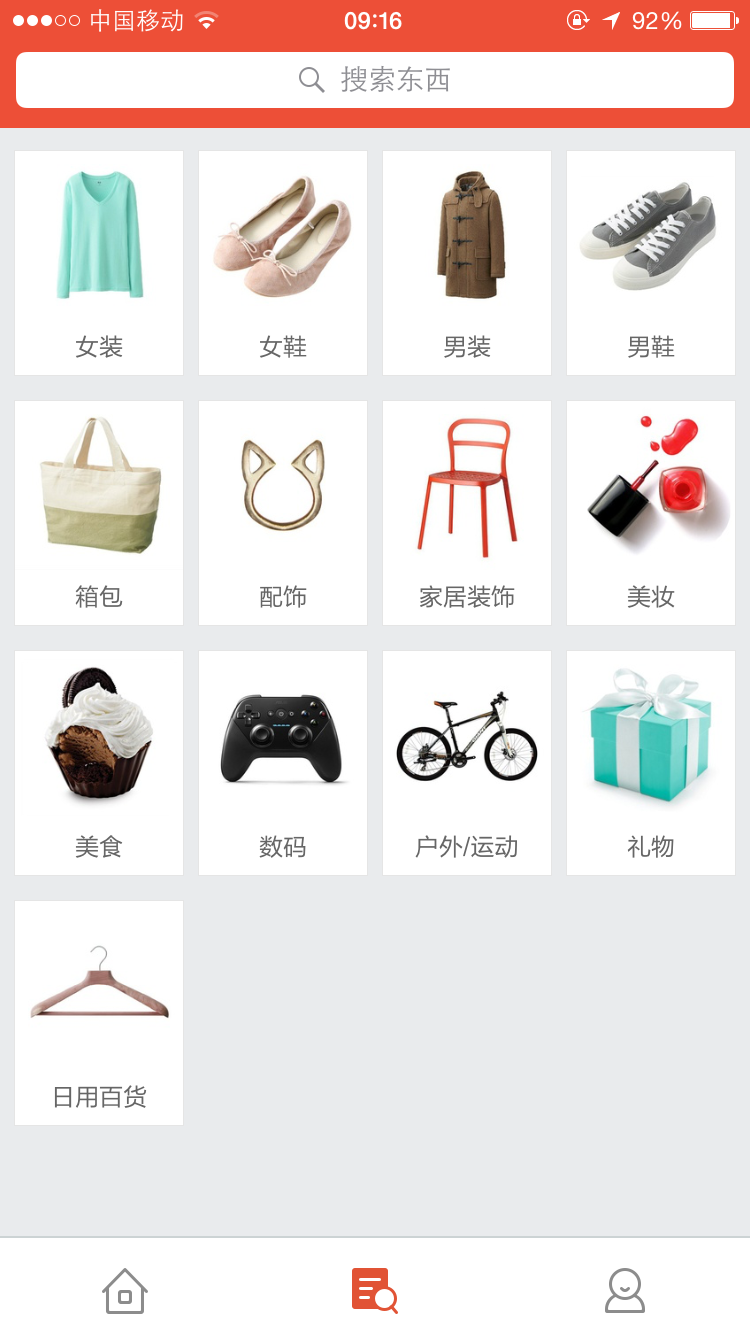 中国移动 09:16 92%
搜索东西
女装 女鞋 男装 男鞋
箱包 配饰 家居装饰 美妆
美食 数码 户外/运动 礼物
日用百货